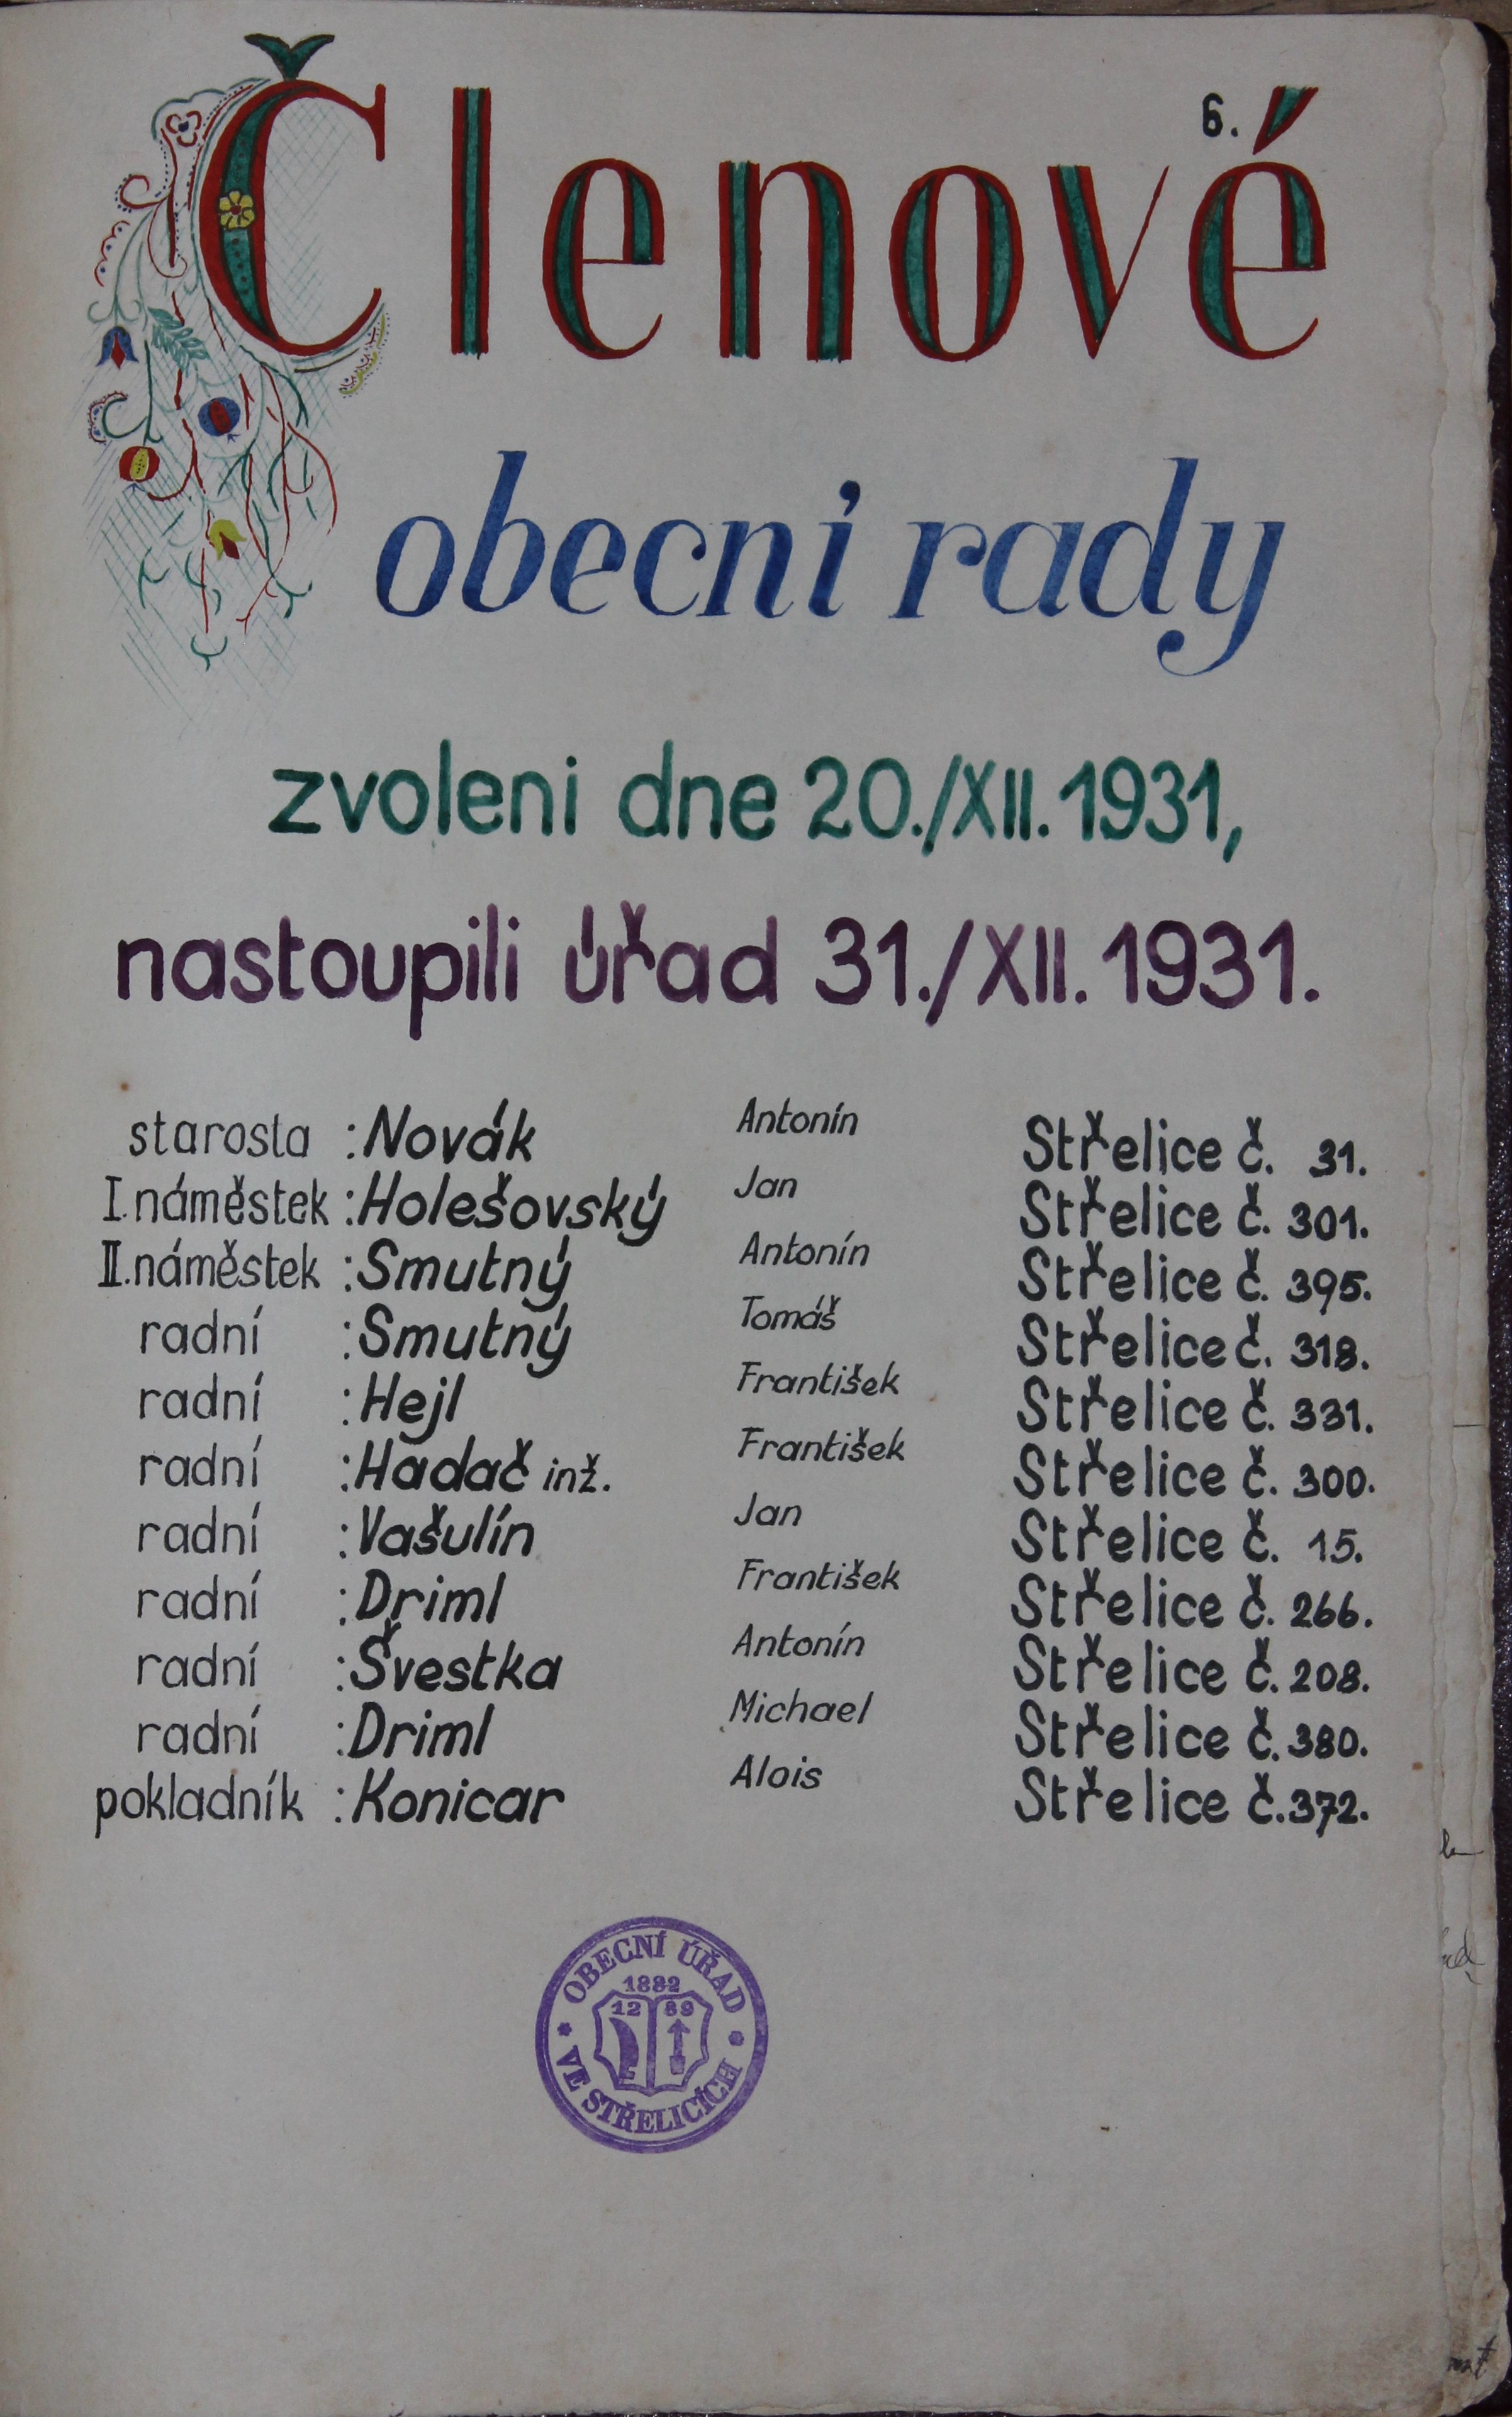 6.
Členové
obecní rady
zvoleni dne 20./XII. 1931,
nastoupili úřad 31./XII. 1931.
starosta : Novák Antonín Střelice č. 31.
I. náměstek : Holešovský Jan Střelice č. 301.
II. náměstek : Smutný Antonín Střelice č. 395.
radní : Smutný Tomáš Střelice č. 318.
radní : Hejl František Střelice č. 331.
radní : Hadač inž. František Střelice č. 300.
radní : Vašulín Jan Střelice č. 15.
radní : Driml František Střelice č. 266.
radní : Švestka Antonín Střelice č. 208.
radní : Driml Michael Střelice č. 380.
pokladník : Konicar Alois Střelice č. 372.
OBECNÍ ÚŘAD
1882
12 89
VE STŘELICÍCH